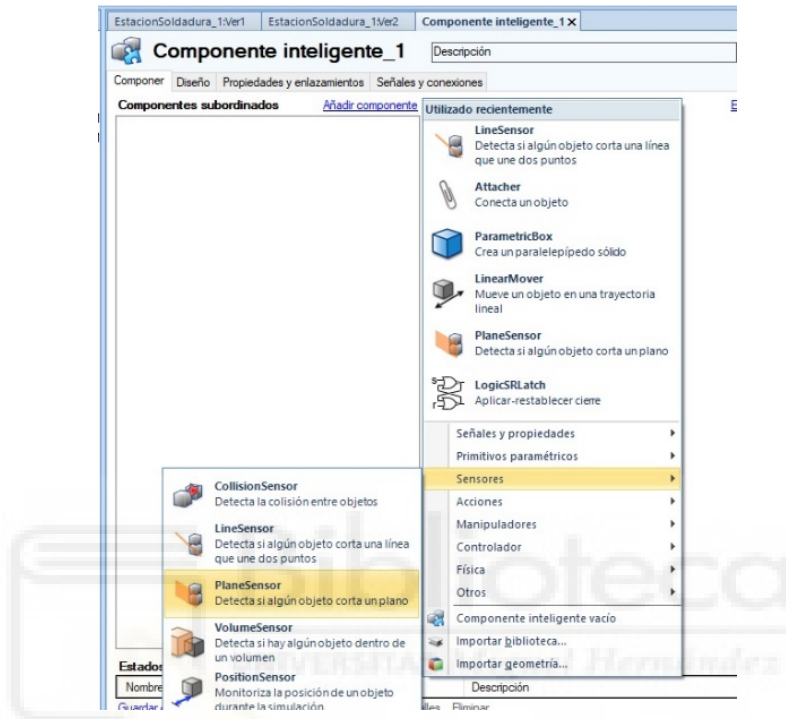 EstacionSoldadura_1:Ver1 EstacionSoldadura_1:Ver2 Componente inteligente_1 X
Componente inteligente_1 Descripción
Componer Diseño Propiedades y enlazamientos Señales y conexiones
Componentes subordinados Añadir componente
Utilizado recientemente
LineSensor
Detecta si algún objeto corta una línea
que une dos puntos
Attacher
Conecta un objeto
ParametricBox
Crea un paralelepípedo sólido
LinearMover
Mueve un objeto en una trayectoria
lineal
PlaneSensor
Detecta si algún objeto corta un plano
LogicSRLatch
Aplicar-restablecer cierre
Señales y propiedades
Primitivos paramétricos
Sensores
Acciones
Manipuladores
Controlador
Física
Otros
Componente inteligente vacío
Importar biblioteca...
Importar geometría...
CollisionSensor
Detecta la colisión entre objetos
LineSensor
Detecta si algún objeto corta una línea
que une dos puntos
PlaneSensor
Detecta si algún objeto corta un plano
VolumeSensor
Detecta si hay algún objeto dentro de
un volumen
PositionSensor
Monitoriza la posición de un objeto
durante la simulación
Estados
Nombre Descripción
Guardar Eliminar
Biblioteca
UNIVERSITAS Miguel Hernández